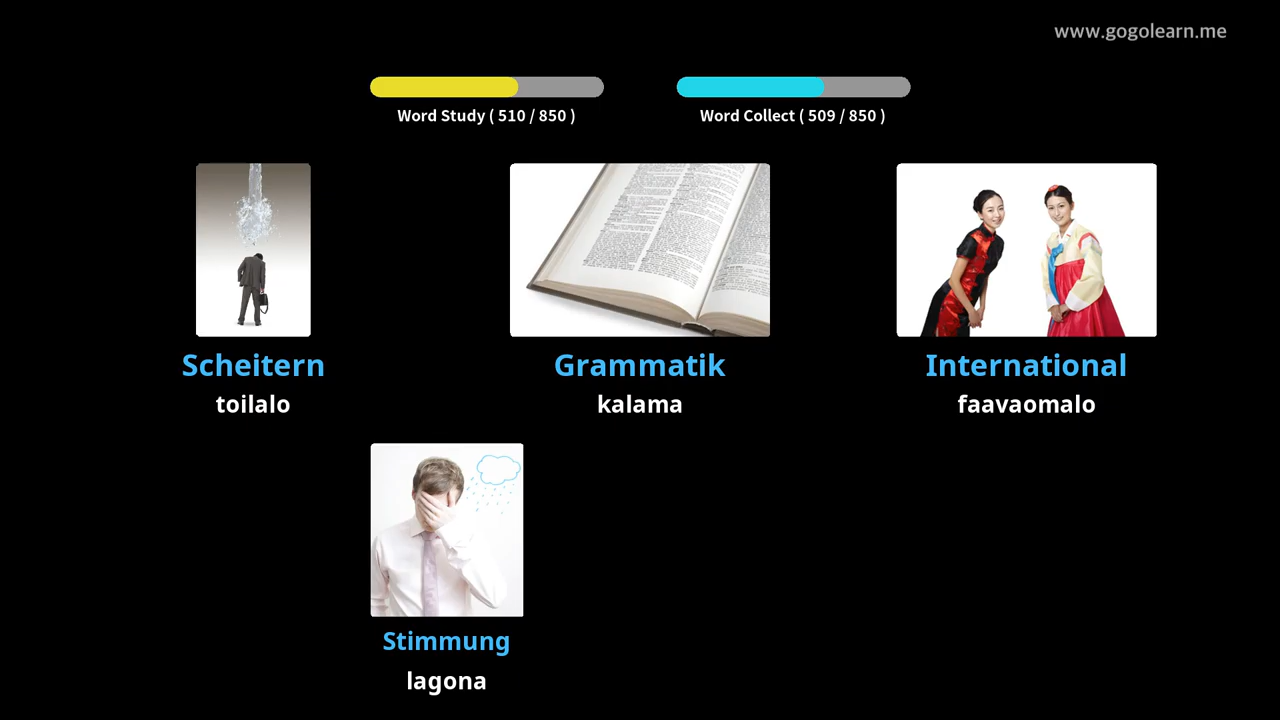 www.gogolearn.me
Word Study ( 510 / 850 )
Word Collect ( 509 / 850 )
Scheitern
toilalo
Grammatik
kalama
International
faavaomalo
Stimmung
lagona